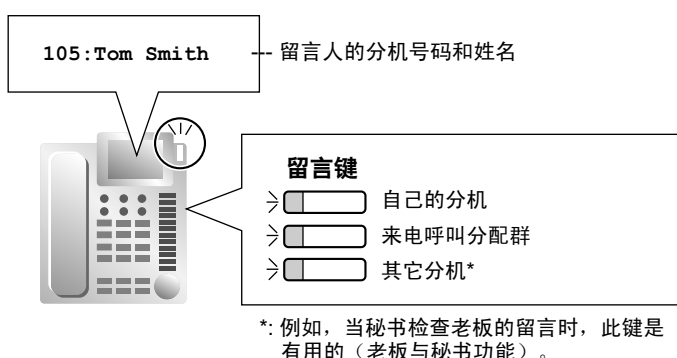 105:Tom Smith --- 留言人的分机号码和姓名
留言键
自己的分机
来电呼叫分配群
其它分机*
*: 例如，当秘书检查老板的留言时，此键是
有用的（老板与秘书功能）。